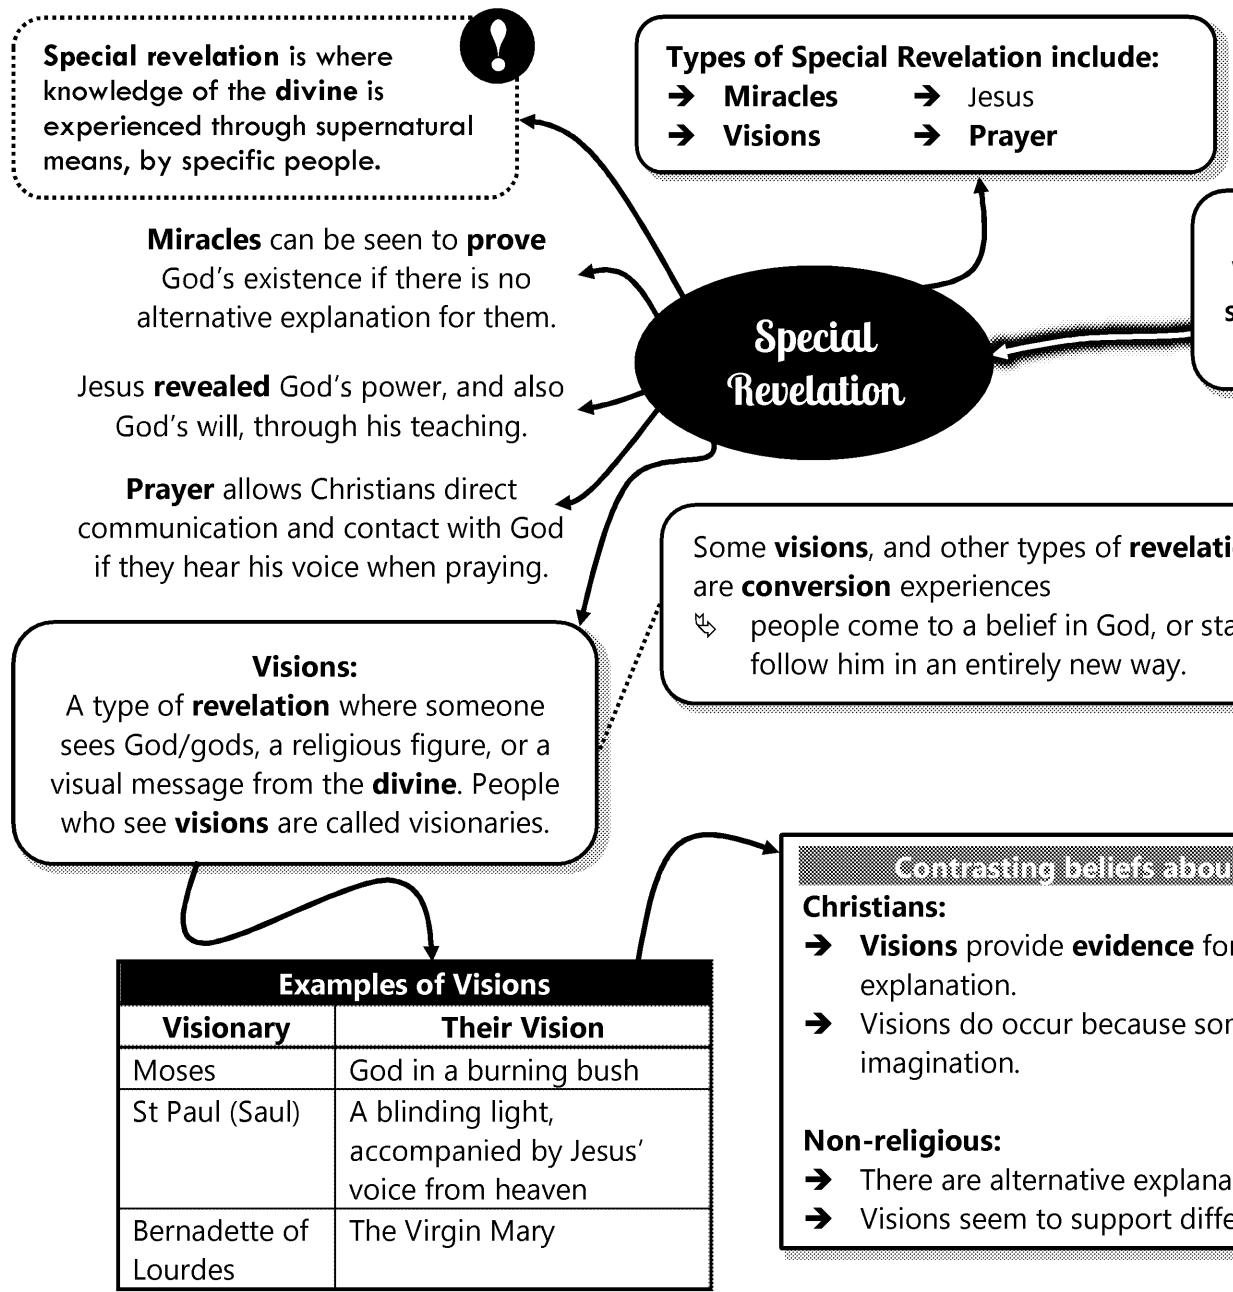 Special revelation is where
knowledge of the divine is
experienced through supernatural
means, by specific people.
Types of Special Revelation include:
➔ Miracles ➔ Jesus
➔ Visions ➔ Prayer
Miracles can be seen to prove
God's existence if there is no
alternative explanation for them.
Special
Revelation
Jesus revealed God's power, and also
God's will, through his teaching.
Prayer allows Christians direct
communication and contact with God
if they hear his voice when praying.
Some visions, and other types of
are conversion experiences
people come to a belief in God, or
follow him in an entirely new way.
Visions:
A type of revelation where someone
sees God/gods, a religious figure, or a
visual message from the divine. People
who see visions are called visionaries.
Examples of Visions
Visionary Their Vision
Moses God in a burning bush
St Paul (Saul) A blinding light,
accompanied by Jesus'
voice from heaven
Bernadette of The Virgin Mary
Lourdes
Contrasting beliefs
Christians:
➔ Visions provide evidence
explanation.
➔ Visions do occur because
imagination.
Non-religious:
➔ There are alternative
➔ Visions seem to support